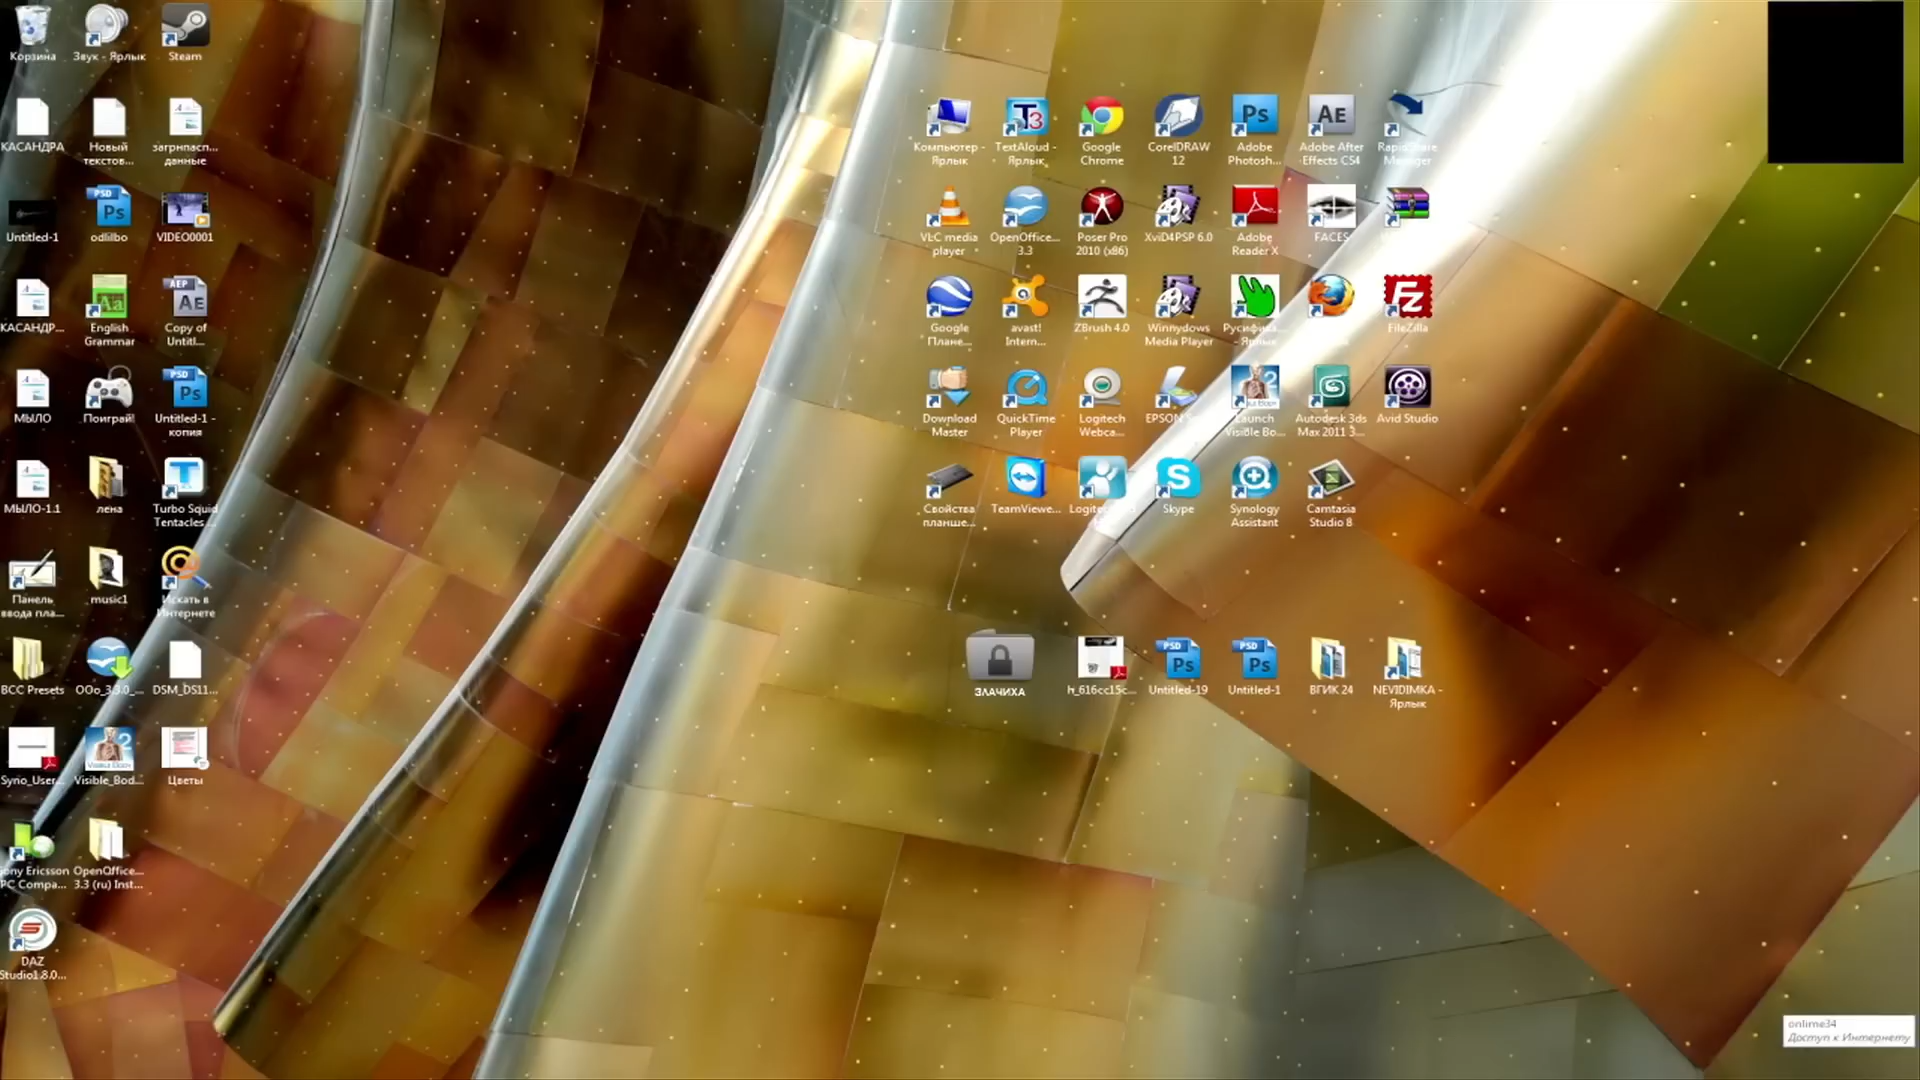 Корзина
Звук - Ярлык
Steam
КАСАНДРА
Новый
текстов...
загрнпасп...
данные
Untitled-1
odlilbo
VIDEO0001
КАСАНДР...
English
Grammar
Copy of
Untitl...
МЫЛО
Поиграй!
Untitled-1 -
копия
МЫЛО-1.1
лена
Turbo Squid
Tentacles ...
Панель
ввода пла...
music1
Искать в
Интернете
BCC Presets
OOo_3.3.0_...
DSM_DS11...
Syno_User...
Visible_Bod...
Цветы
ony Ericsson
PC Compa...
OpenOffice...
3.3 (ru) Inst...
DAZ
Studio1.8.0...
Компьютер -
Ярлык
TextAloud -
Ярлык
Google
Chrome
CorelDRAW
12
Adobe
Photosh...
Adobe After
Effects CS4
RapidShare
Manager
VLC media
player
OpenOffice...
3.3
Poser Pro
2010 (x86)
XviD4PSP 6.0
Adobe
Reader X
FACES
Google
Плане...
avast!
Intern...
ZBrush 4.0
Winnydows
Media Player
Русифика...
- Ярлык
FileZilla
Download
Master
QuickTime
Player
Logitech
Webca...
EPSON
Launch
Visible Bo...
Autodesk 3ds
Max 2011 3...
Avid Studio
Свойства
планше...
TeamViewe...
Logitech
Skype
Synology
Assistant
Camtasia
Studio 8
ЗЛАЧИХА
h_616cc15c...
Untitled-19
Untitled-1
ВГИК 24
NEVIDIMKA -
Ярлык
onlime34
Доступ к Интернету